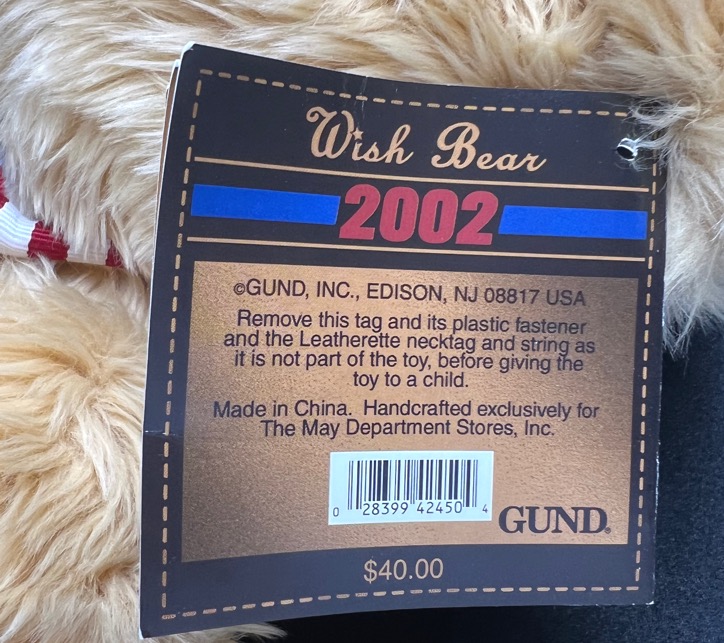 Wish Bear
2002
©GUND, INC., EDISON, NJ 08817 USA
Remove this tag and its plastic fastener
and the Leatherette necktag and string as
it is not part of the toy, before giving the
toy to a child.
Made in China. Handcrafted exclusively for
The May Department Stores, Inc.
0 28399 42450 4
GUND®
$40.00